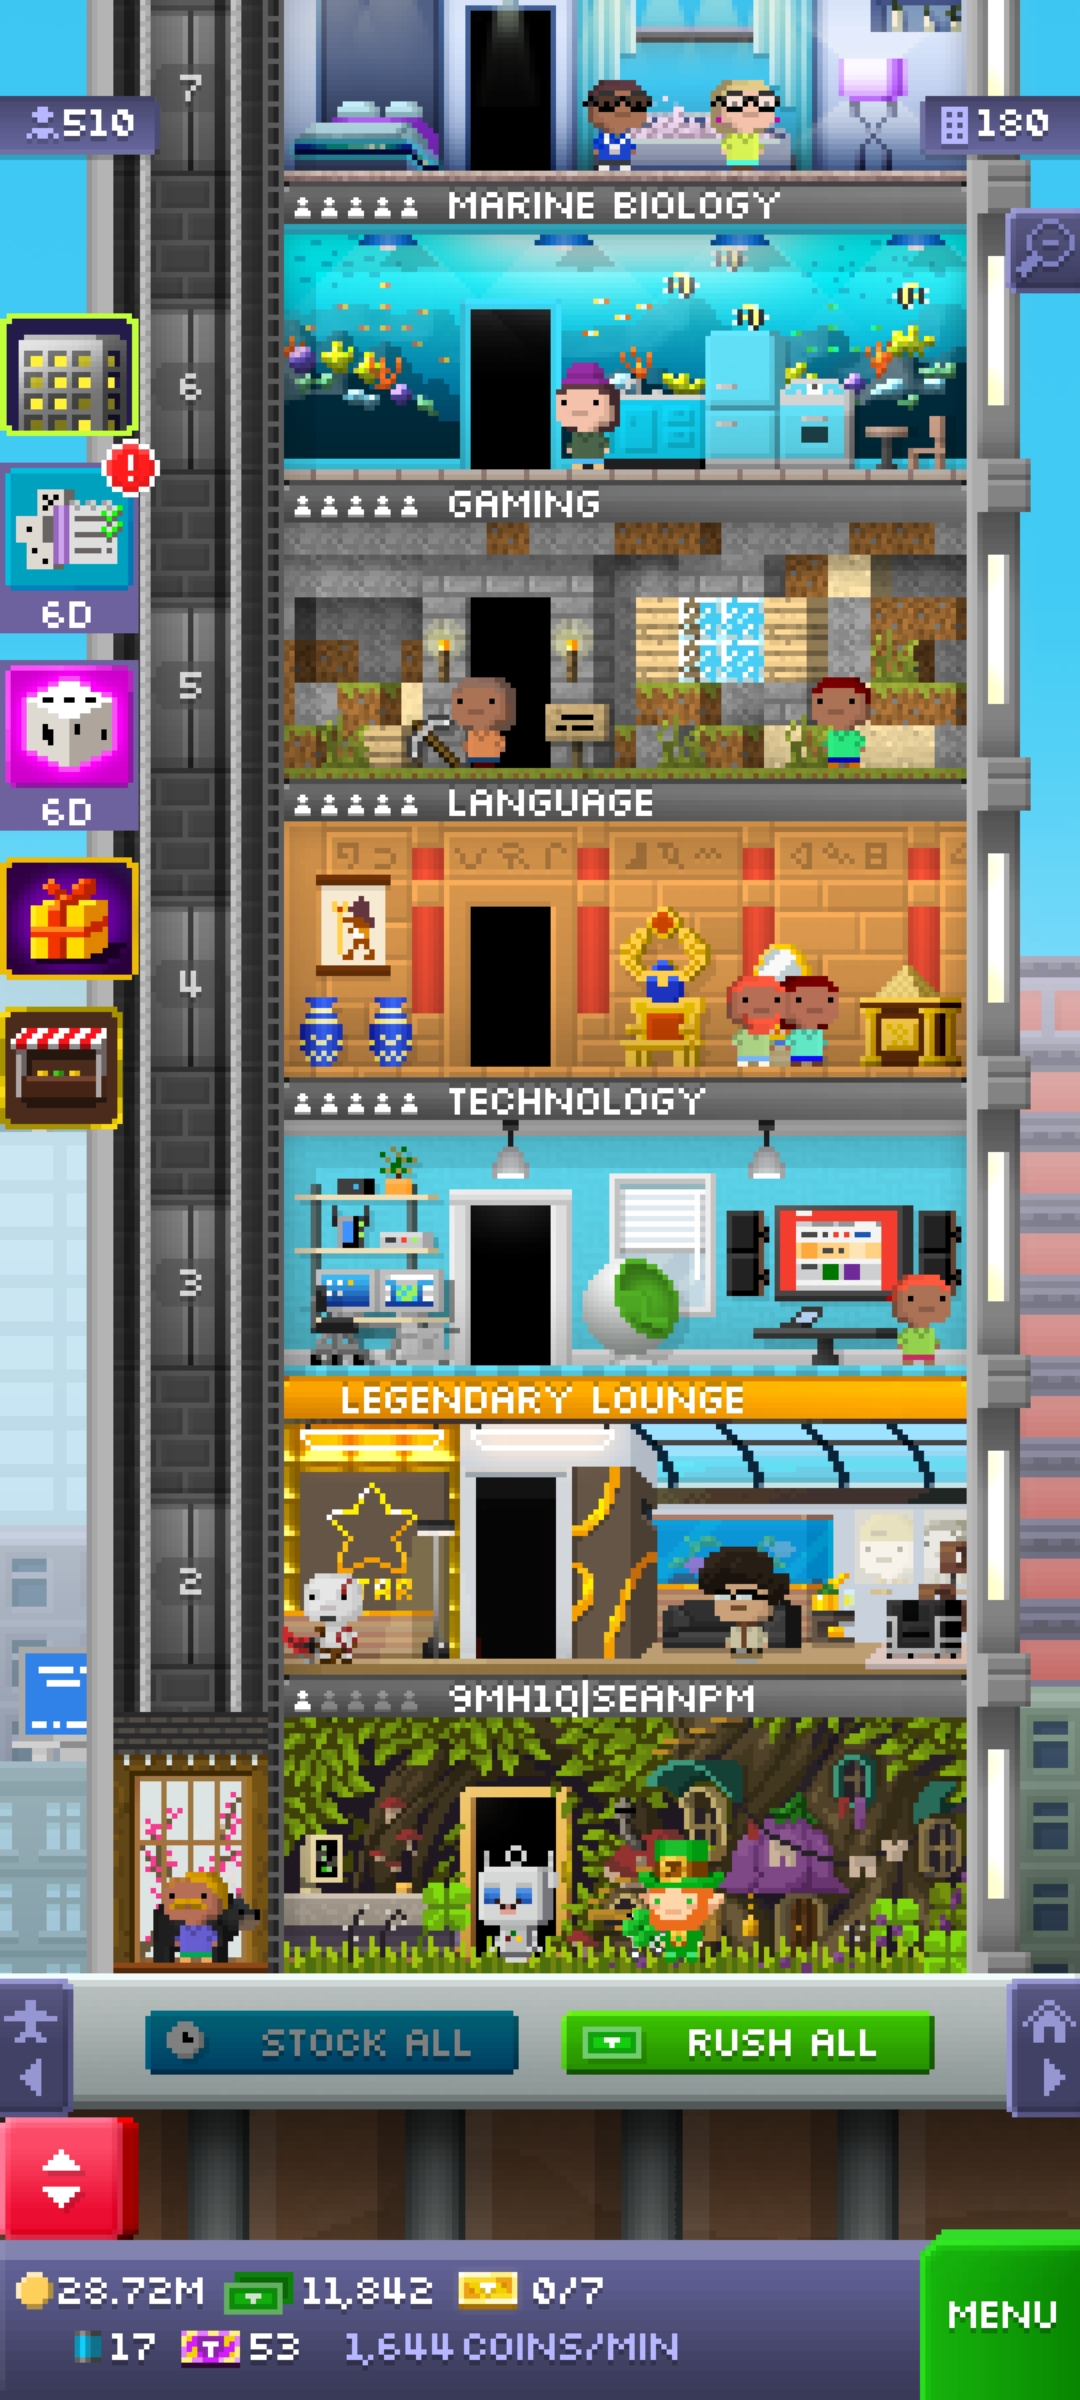 7
510
180
MARINE BIOLOGY
6
GAMING
6D
5
6D
LANGUAGE
4
TECHNOLOGY
3
LEGENDARY LOUNGE
STAR
2
9MH1Q|SEANPM
STOCK ALL
RUSH ALL
28.72M 11,842 0/7
MENU
17 53 1,644 COINS/MIN